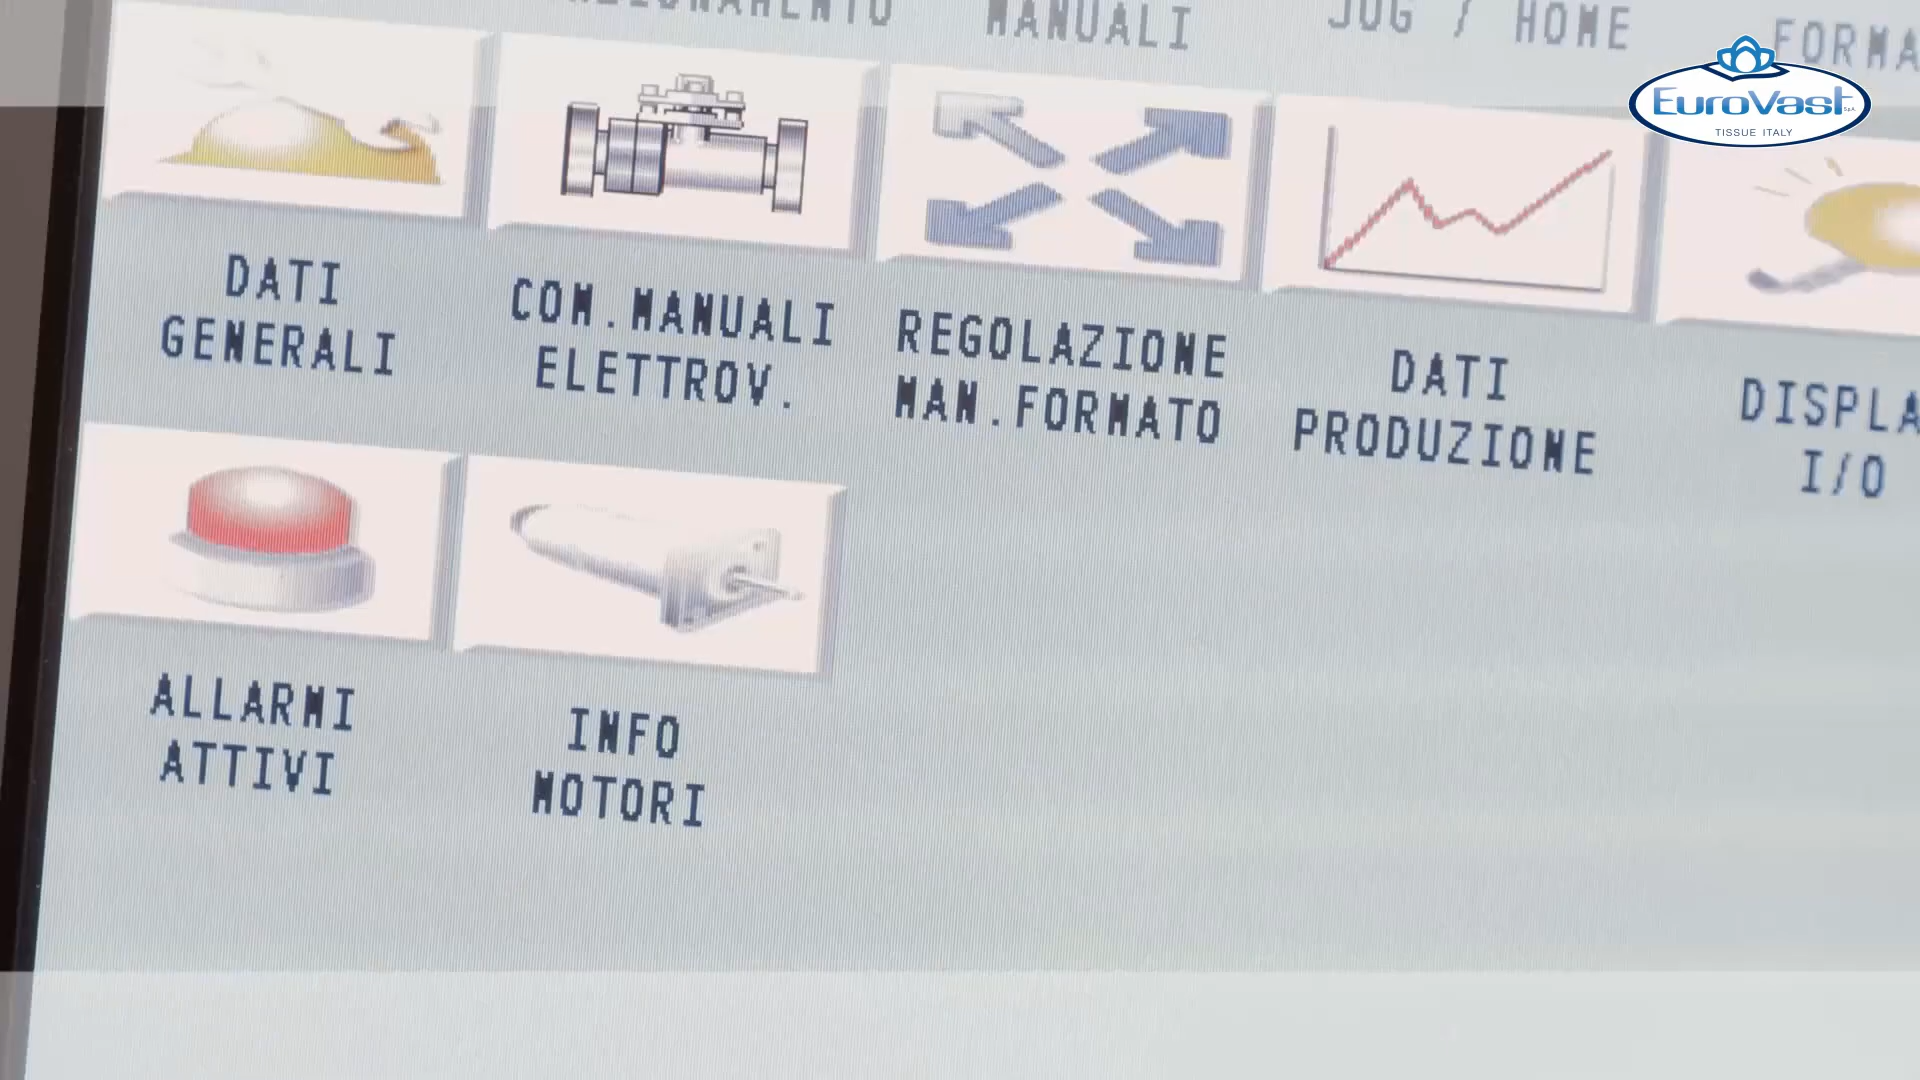 MANUALI
JOG / HOME
EUROVAST S.p.A.
TISSUE ITALY
DATI
GENERALI
COM.MANUALI
ELETTROV.
REGOLAZIONE
MAN.FORMATO
DATI
PRODUZIONE
I/O
ALLARMI
ATTIVI
INFO
MOTORI